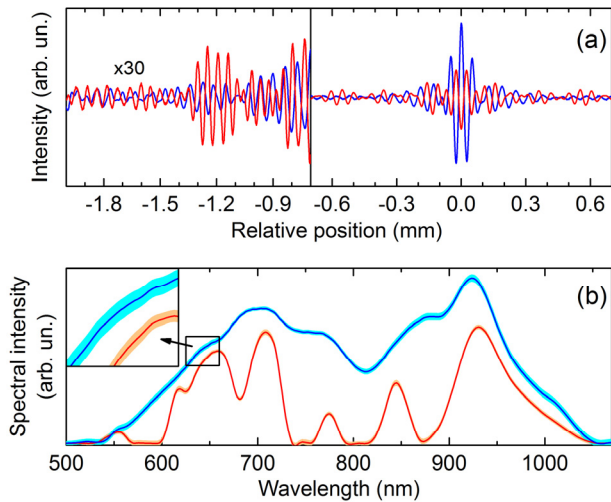 (a)
x30
Intensity (arb. un.)
-1.8 -1.5 -1.2 -0.9 -0.6 -0.3 0.0 0.3 0.6
Relative position (mm)
(b)
Spectral intensity
(arb. un.)
500 600 700 800 900 1000
Wavelength (nm)